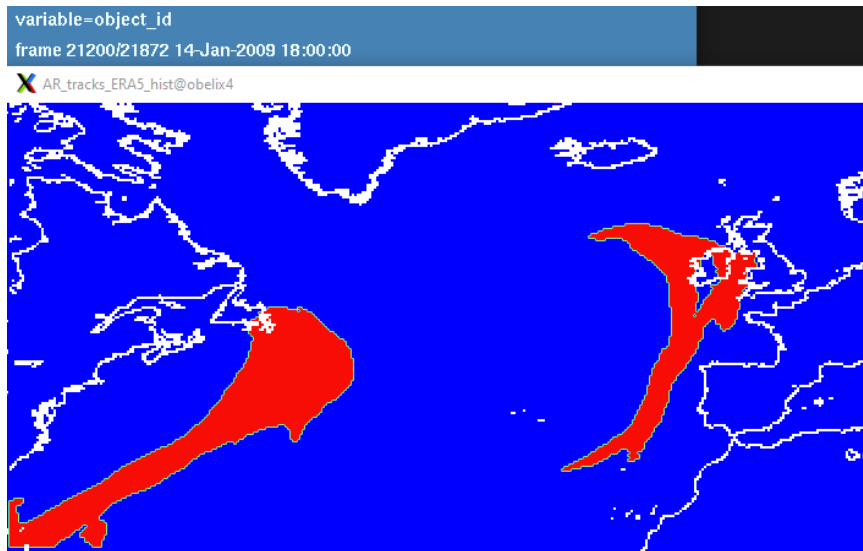 variable=object_id
frame 21200/21872 14-Jan-2009 18:00:00
AR_tracks_ERA5_hist@obelix4